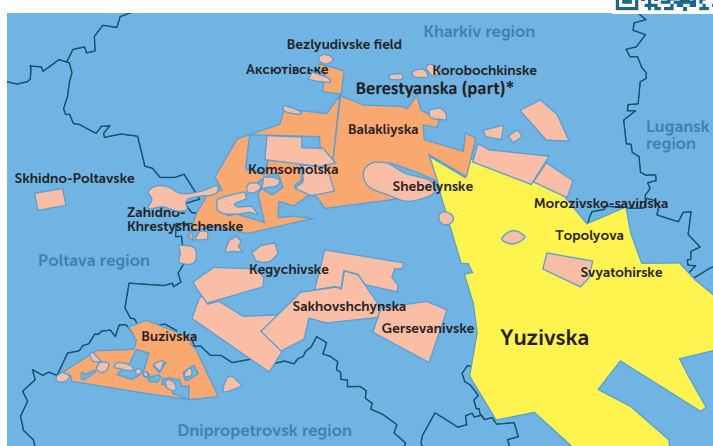 Kharkiv region
Bezlyudivske field
Аксютівське
Korobochkinske
Berestyanska (part)*
Balakliyska
Lugansk
region
Komsomolska
Skhidno-Poltavske
Shebelynske
Morozivsko-savinska
Zahidno-
Khrestyshchenske
Topolyova
Poltava region
Kegychivske
Svyatohirske
Sakhovshchynska
Gersevanivske
Buzivska
Yuzivska
Dnipropetrovsk region